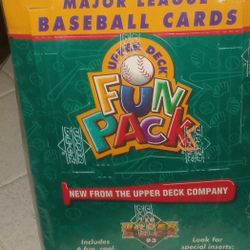 MAJOR LEAGUE
BASEBALL CARDS
UPPER DECK
FUN
PACK
NEW FROM THE UPPER DECK COMPANY
93
Includes
Look for
special inserts: